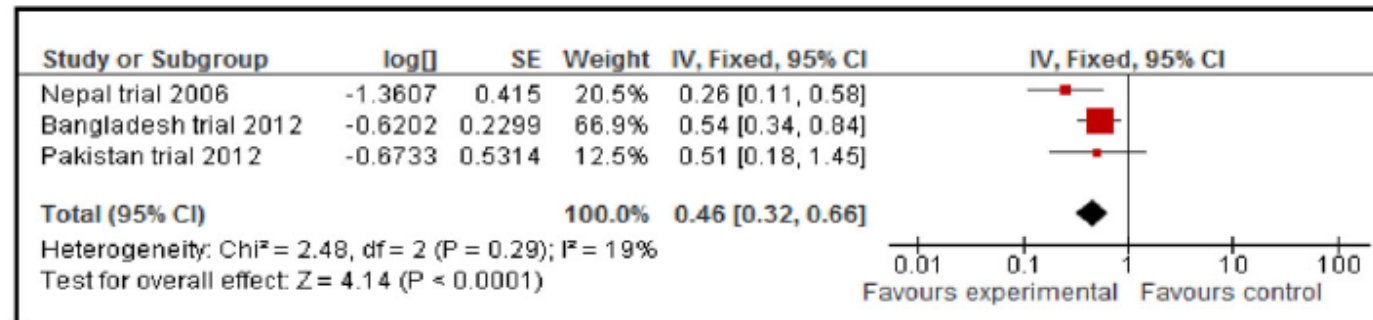 Study or Subgroup log[] SE Weight IV, Fixed, 95% CI IV, Fixed, 95% CI
Nepal trial 2006 -1.3607 0.415 20.5% 0.26 [0.11, 0.58]
Bangladesh trial 2012 -0.6202 0.2299 66.9% 0.54 [0.34, 0.84]
Pakistan trial 2012 -0.6733 0.5314 12.5% 0.51 [0.18, 1.45]
Total (95% CI) 100.0% 0.46 [0.32, 0.66]
Heterogeneity: Chi² = 2.48, df = 2 (P = 0.29); I² = 19%
Test for overall effect: Z = 4.14 (P < 0.0001)
0.01 0.1 1 10 100
Favours experimental Favours control